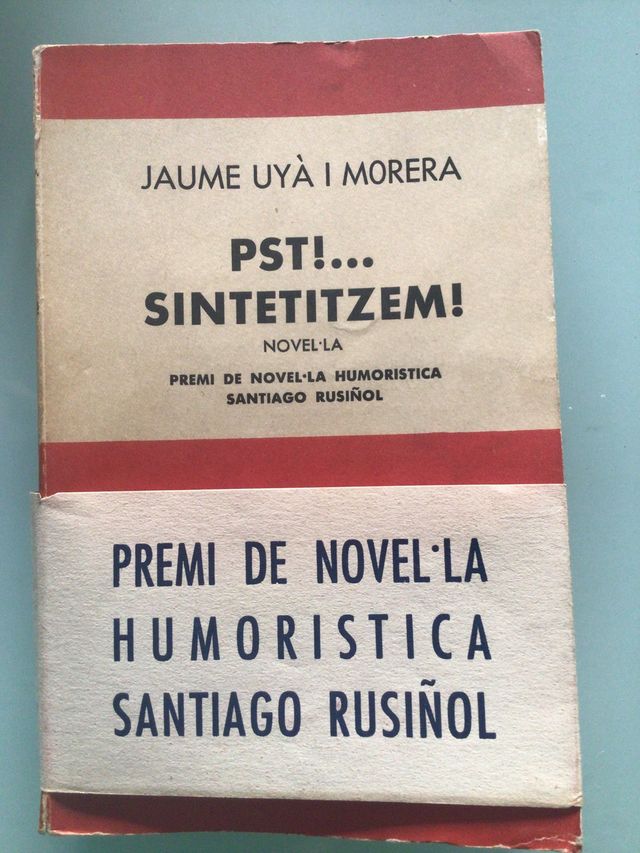 JAUME UYÀ I MORERA
PST!...
SINTETITZEM!
NOVEL·LA
PREMI DE NOVEL·LA HUMORISTICA
SANTIAGO RUSIÑOL
PREMI DE NOVEL·LA
HUMORISTICA
SANTIAGO RUSIÑOL